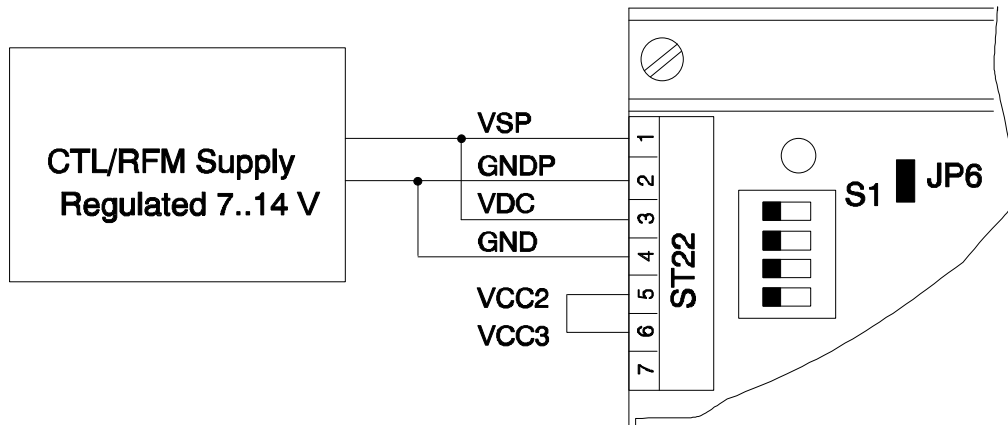 CTL/RFM Supply
Regulated 7..14 V
VSP
GNDP
VDC
GND
VCC2
VCC3
1
2
3
4
5
6
7
ST22
S1
JP6